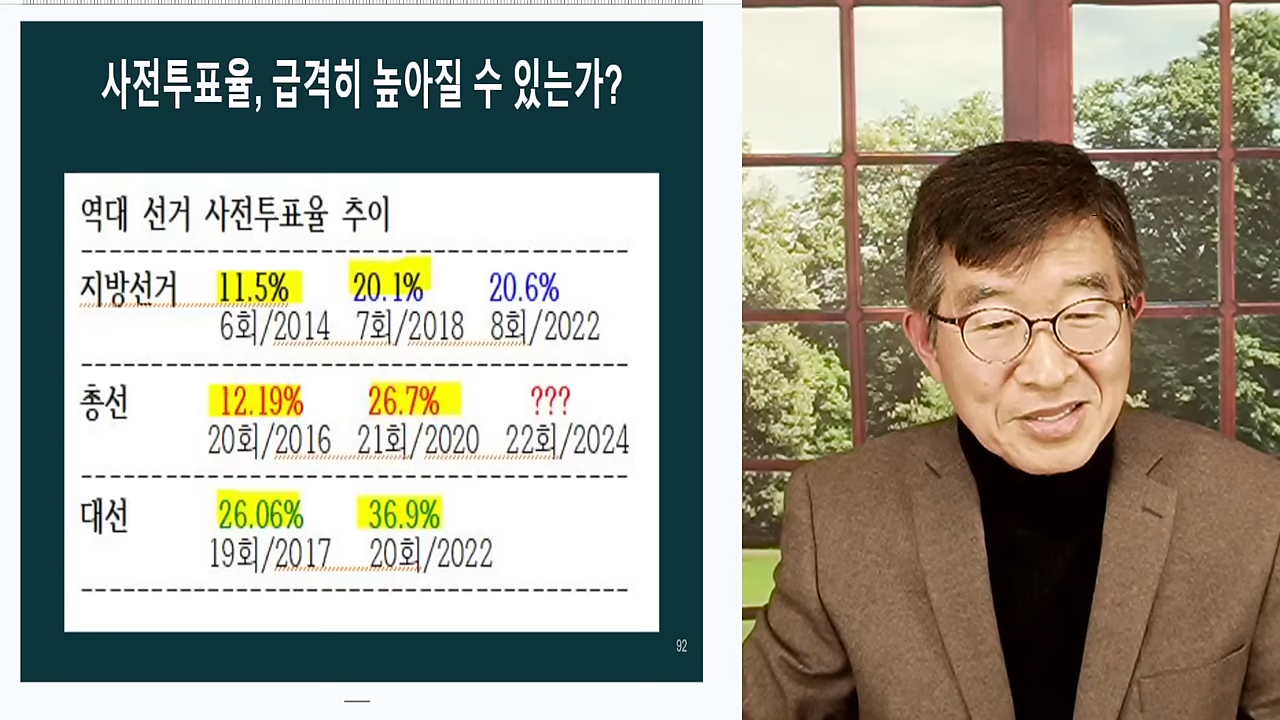 사전투표율, 급격히 높아질 수 있는가?
역대 선거 사전투표율 추이
지방선거 11.5% 20.1% 20.6%
6회/2014 7회/2018 8회/2022
총선 12.19% 26.7% ???
20회/2016 21회/2020 22회/2024
대선 26.06% 36.9%
19회/2017 20회/2022
92